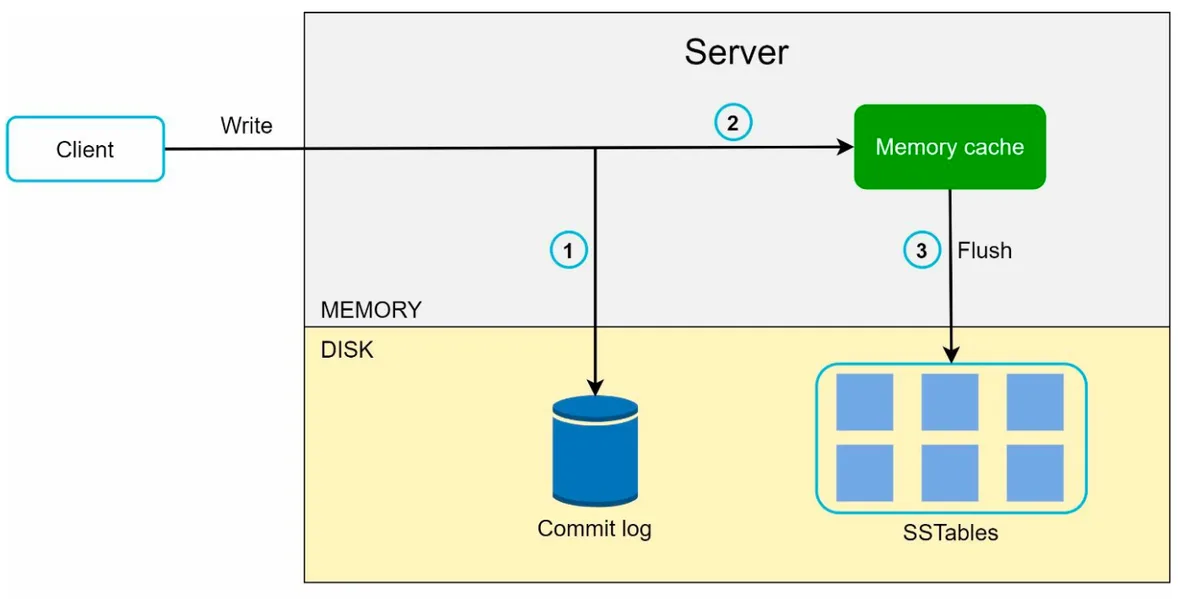 Server
Client
Write
2
Memory cache
1
3
Flush
MEMORY
DISK
Commit log
SSTables